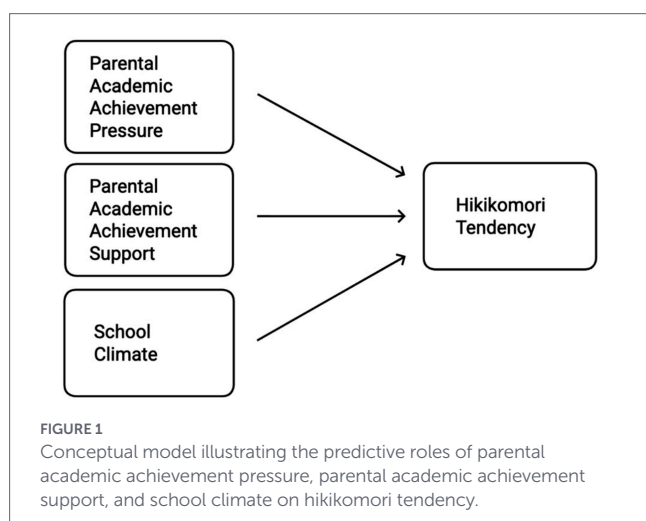 Parental
Academic
Achievement
Pressure
Parental
Academic
Achievement
Support
School
Climate
Hikikomori
Tendency
FIGURE 1
Conceptual model illustrating the predictive roles of parental
academic achievement pressure, parental academic achievement
support, and school climate on hikikomori tendency.